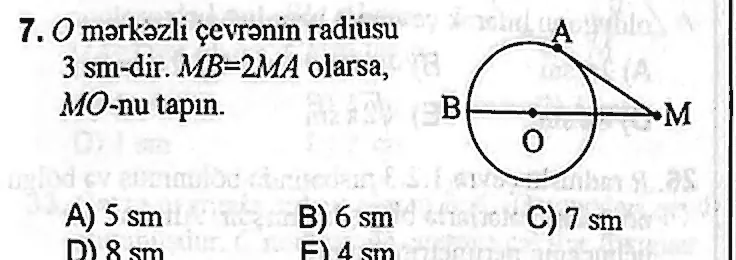 7. O mərkəzli çevrənin radiusu
3 sm-dir. MB=2MA olarsa,
MO-nu tapın.
A
B
M
O
A) 5 sm B) 6 sm C) 7 sm
D) 8 sm E) 4 sm